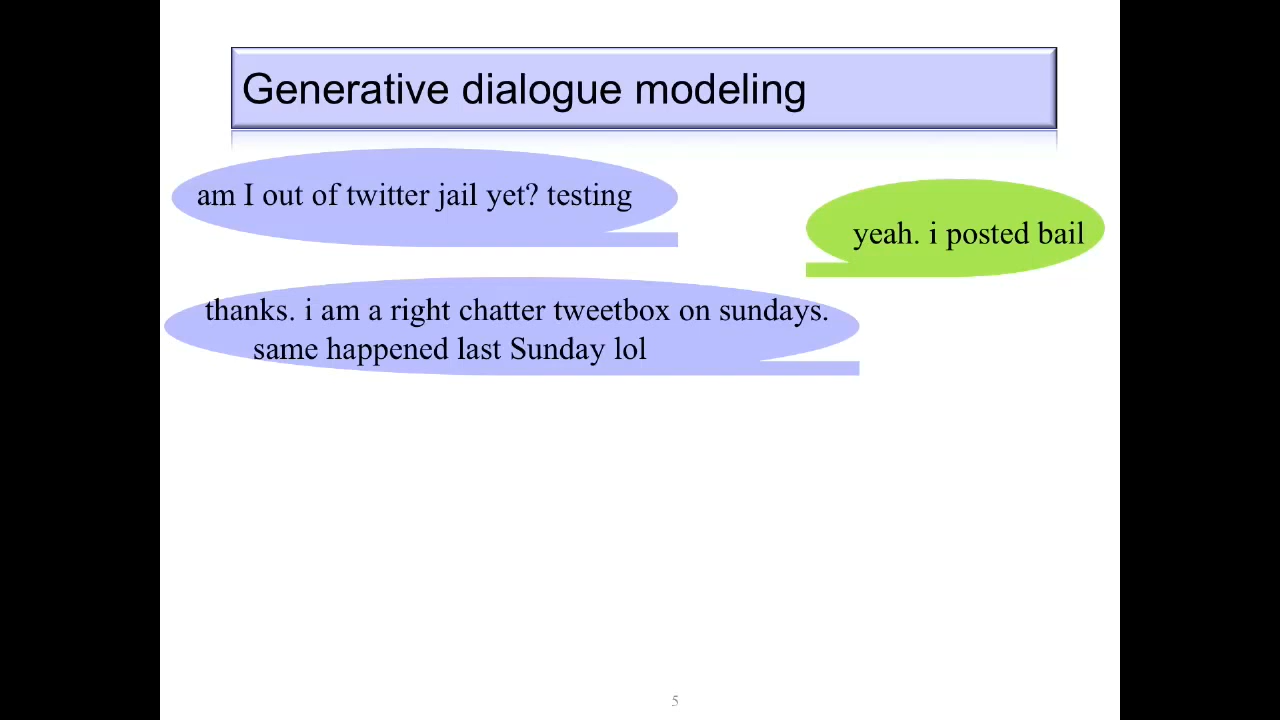 Generative dialogue modeling
am I out of twitter jail yet? testing
yeah. i posted bail
thanks. i am a right chatter tweetbox on sundays.
same happened last Sunday lol
5